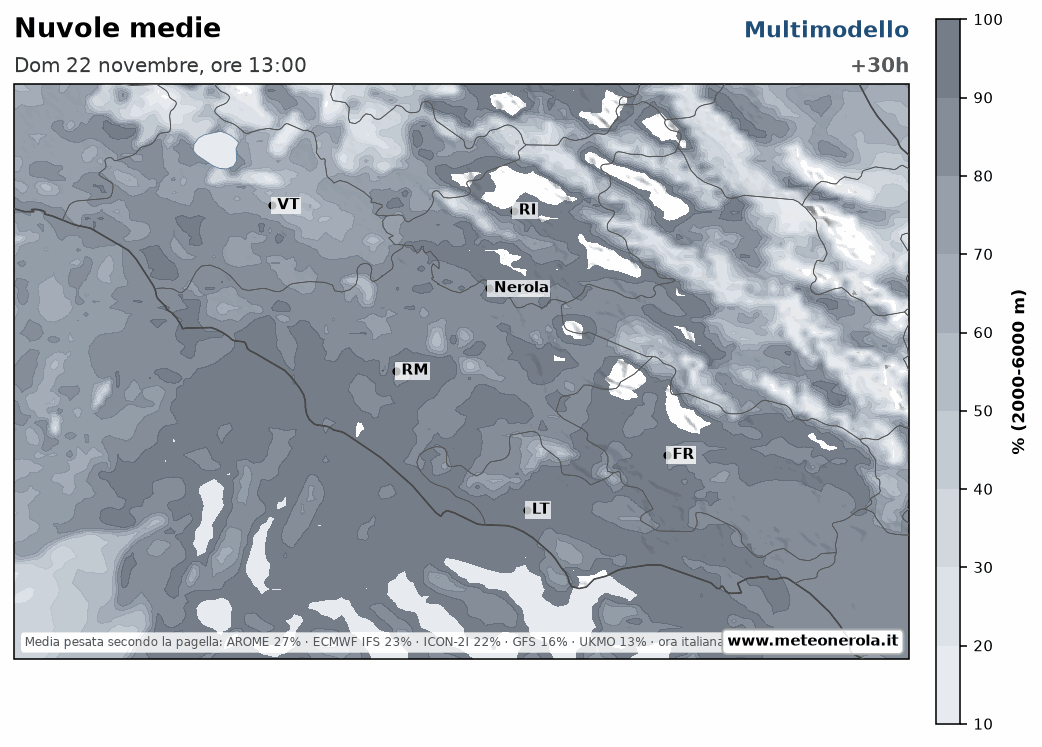 Nuvole medie
Multimodello
Dom 22 novembre, ore 13:00
+30h
100
90
80
70
60
50
40
30
20
10
% (2000-6000 m)
VT
RI
Nerola
RM
FR
LT
Media pesata secondo la pagella: AROME 27% · ECMWF IFS 23% · ICON-2I 22% · GFS 16% · UKMO 13% · ora italiana
www.meteonerola.it